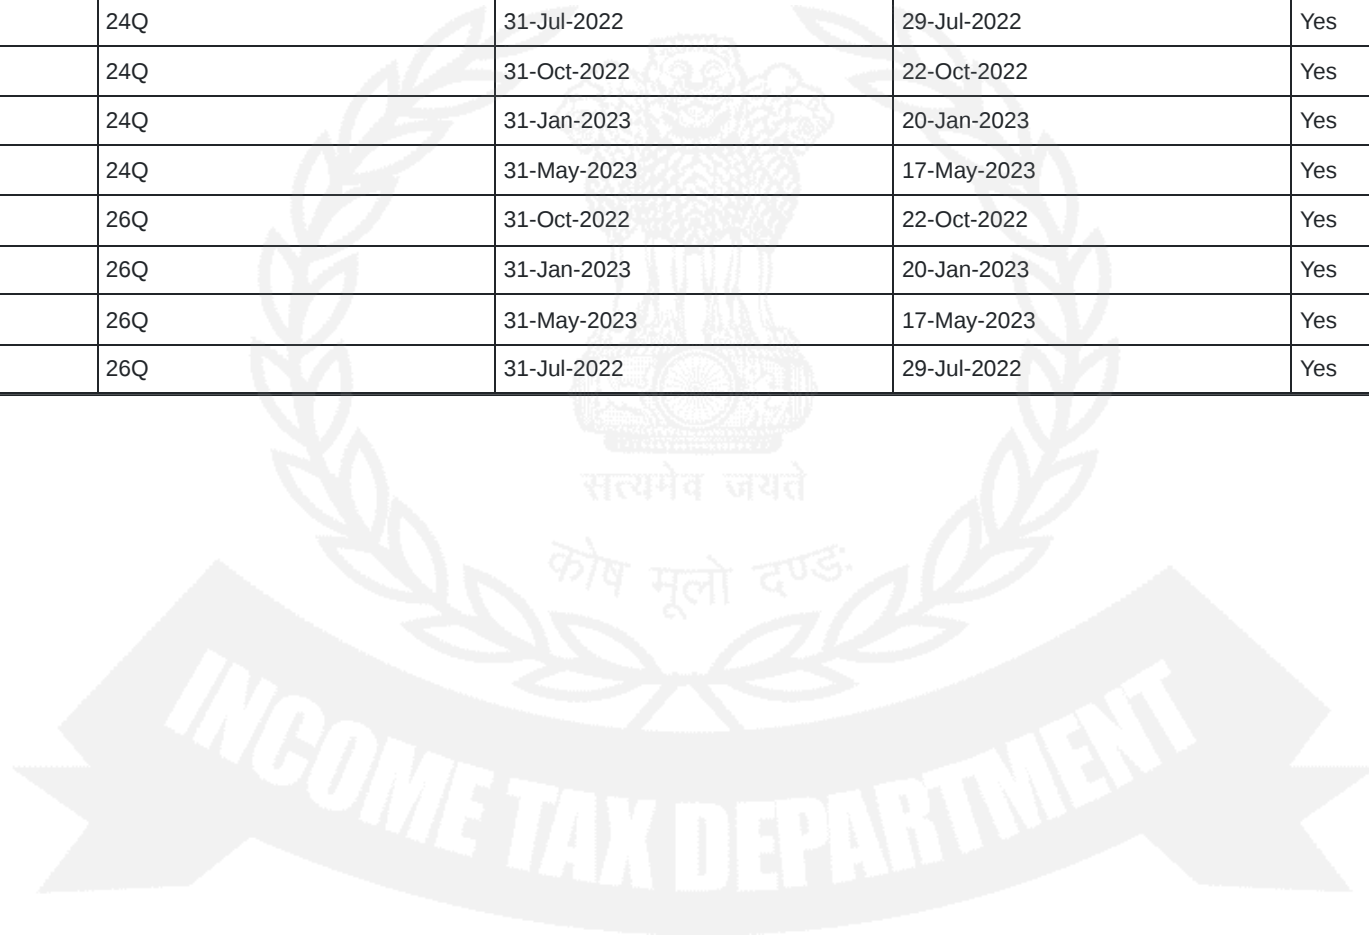 24Q 31-Jul-2022 29-Jul-2022 Yes
24Q 31-Oct-2022 22-Oct-2022 Yes
24Q 31-Jan-2023 20-Jan-2023 Yes
24Q 31-May-2023 17-May-2023 Yes
26Q 31-Oct-2022 22-Oct-2022 Yes
26Q 31-Jan-2023 20-Jan-2023 Yes
26Q 31-May-2023 17-May-2023 Yes
26Q 31-Jul-2022 29-Jul-2022 Yes
सत्यमेव जयते
कोष मूलो दण्डः
INCOME TAX DEPARTMENT